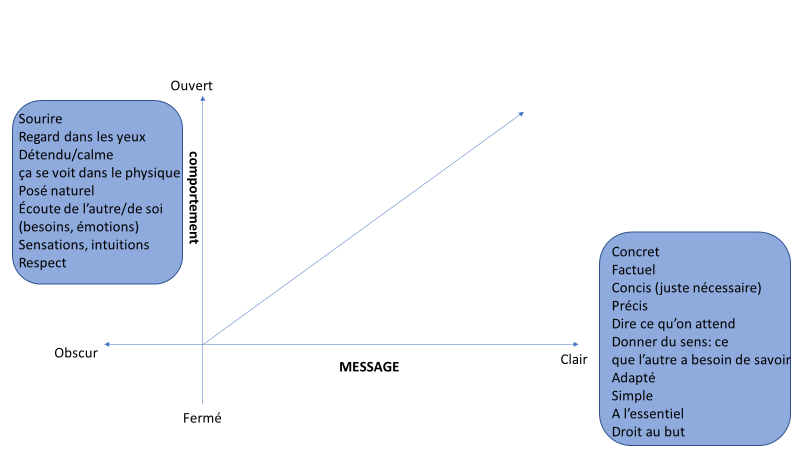 Ouvert
Sourire
Regard dans les yeux
Détendu/calme
ça se voit dans le physique
Posé naturel
Écoute de l’autre/de soi
(besoins, émotions)
Sensations, intuitions
Respect
comportement
Concret
Factuel
Concis (juste nécessaire)
Précis
Dire ce qu’on attend
Donner du sens: ce
que l’autre a besoin de savoir
Adapté
Simple
A l’essentiel
Droit au but
Obscur
Clair
MESSAGE
Fermé